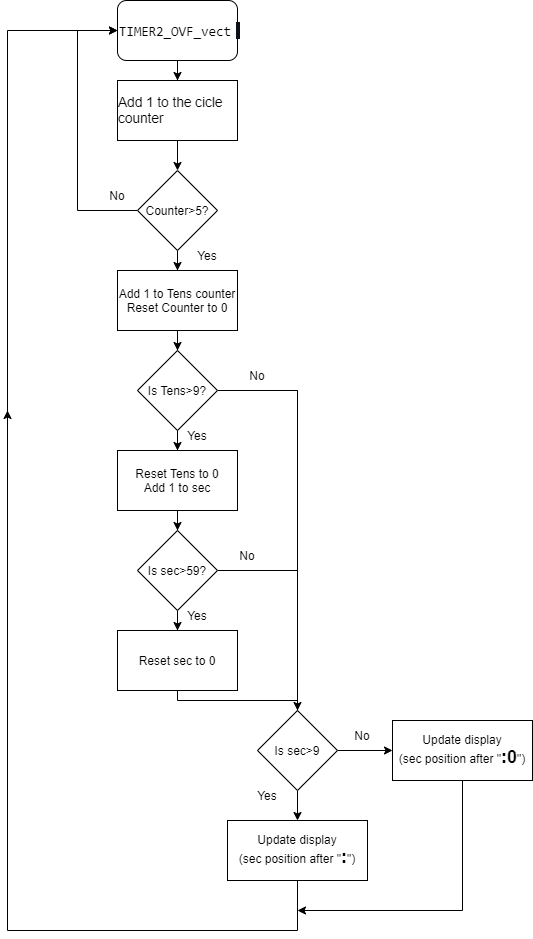 TIMER2_OVF_vect
Add 1 to the cicle
counter
No
Counter>5?
Yes
Add 1 to Tens counter
Reset Counter to 0
No
Is Tens>9?
Yes
Reset Tens to 0
Add 1 to sec
No
Is sec>59?
Yes
Reset sec to 0
No
Is sec>9
Update display
(sec position after ":0")
Yes
Update display
(sec position after ":")